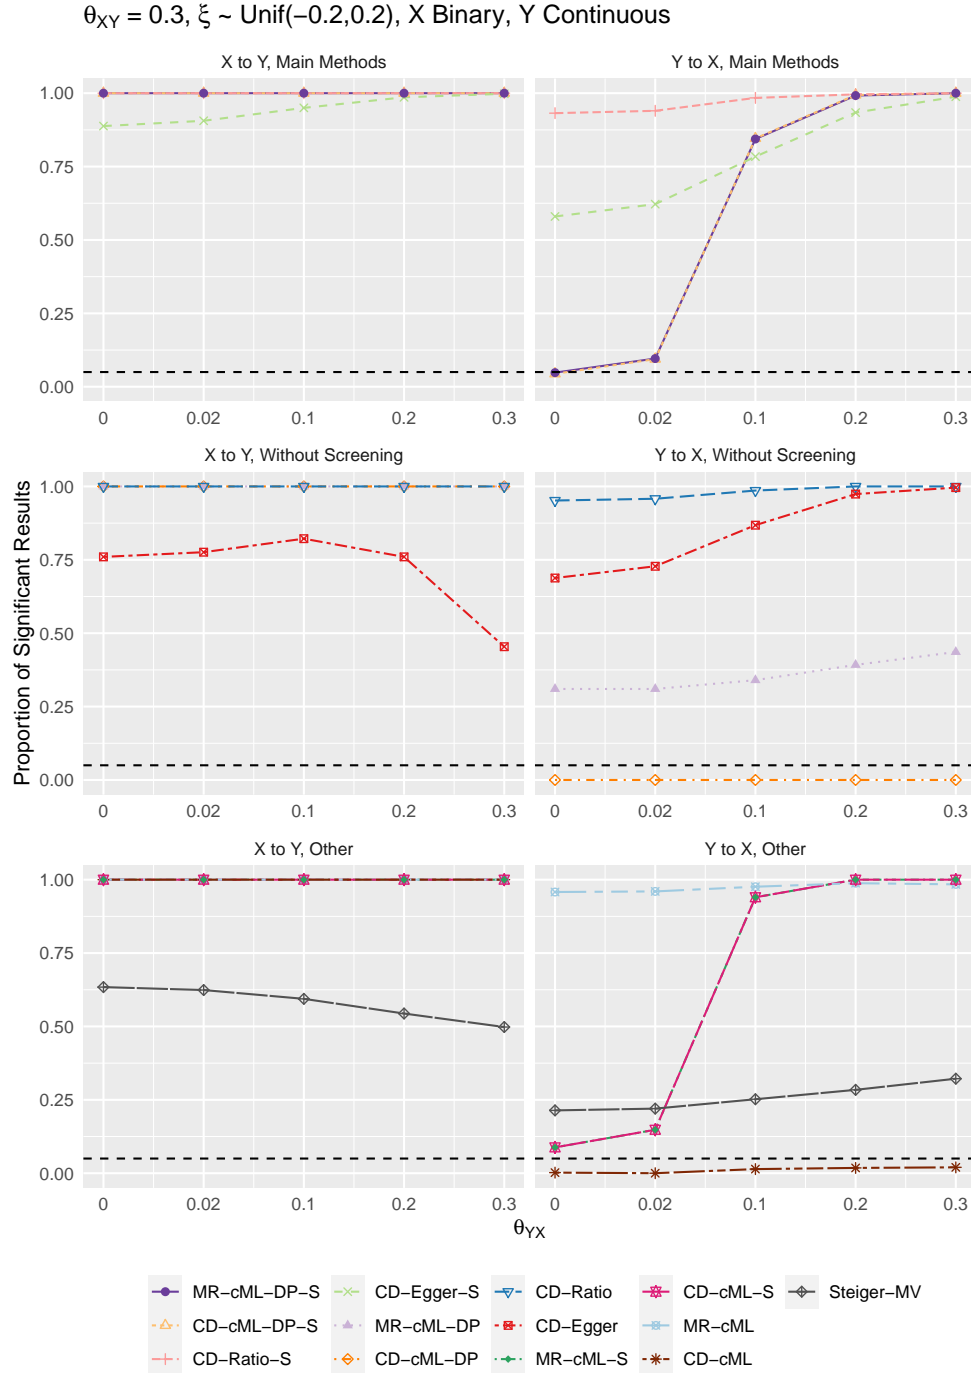 θXY = 0.3, ξ ~ Unif(−0.2,0.2), X Binary, Y Continuous
X to Y, Main Methods
Y to X, Main Methods
1.00
0.75
0.50
0.25
0.00
0 0.02 0.1 0.2 0.3
0 0.02 0.1 0.2 0.3
X to Y, Without Screening
Y to X, Without Screening
1.00
0.75
0.50
0.25
0.00
0 0.02 0.1 0.2 0.3
0 0.02 0.1 0.2 0.3
Proportion of Significant Results
X to Y, Other
Y to X, Other
1.00
0.75
0.50
0.25
0.00
0 0.02 0.1 0.2 0.3
0 0.02 0.1 0.2 0.3
θYX
MR−cML−DP−S CD−Egger−S CD−Ratio CD−cML−S Steiger−MV
CD−cML−DP−S MR−cML−DP CD−Egger MR−cML
CD−Ratio−S CD−cML−DP MR−cML−S CD−cML